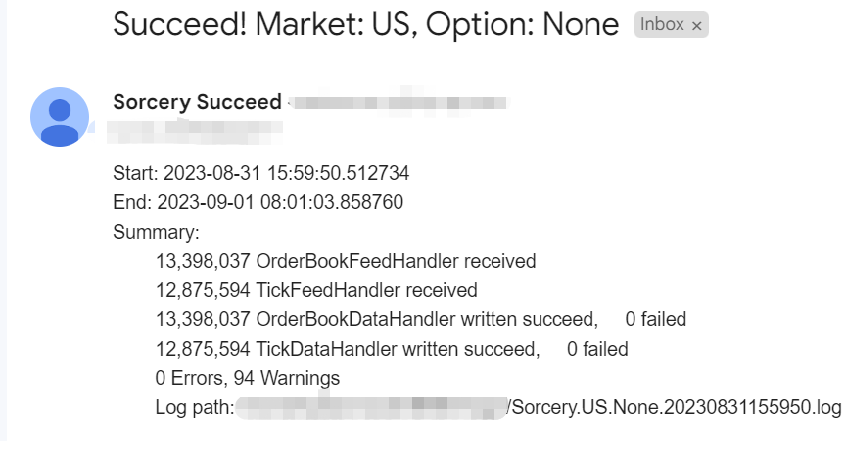 Succeed! Market: US, Option: None Inbox ×
Sorcery Succeed
Start: 2023-08-31 15:59:50.512734
End: 2023-09-01 08:01:03.858760
Summary:
13,398,037 OrderBookFeedHandler received
12,875,594 TickFeedHandler received
13,398,037 OrderBookDataHandler written succeed, 0 failed
12,875,594 TickDataHandler written succeed, 0 failed
0 Errors, 94 Warnings
Log path: /Sorcery.US.None.20230831155950.log